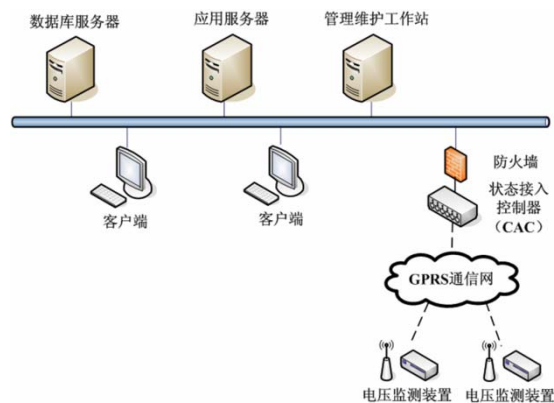 数据库服务器
应用服务器
管理维护工作站
客户端
客户端
防火墙
状态接入
控制器
（CAC）
GPRS通信网
电压监测装置
电压监测装置